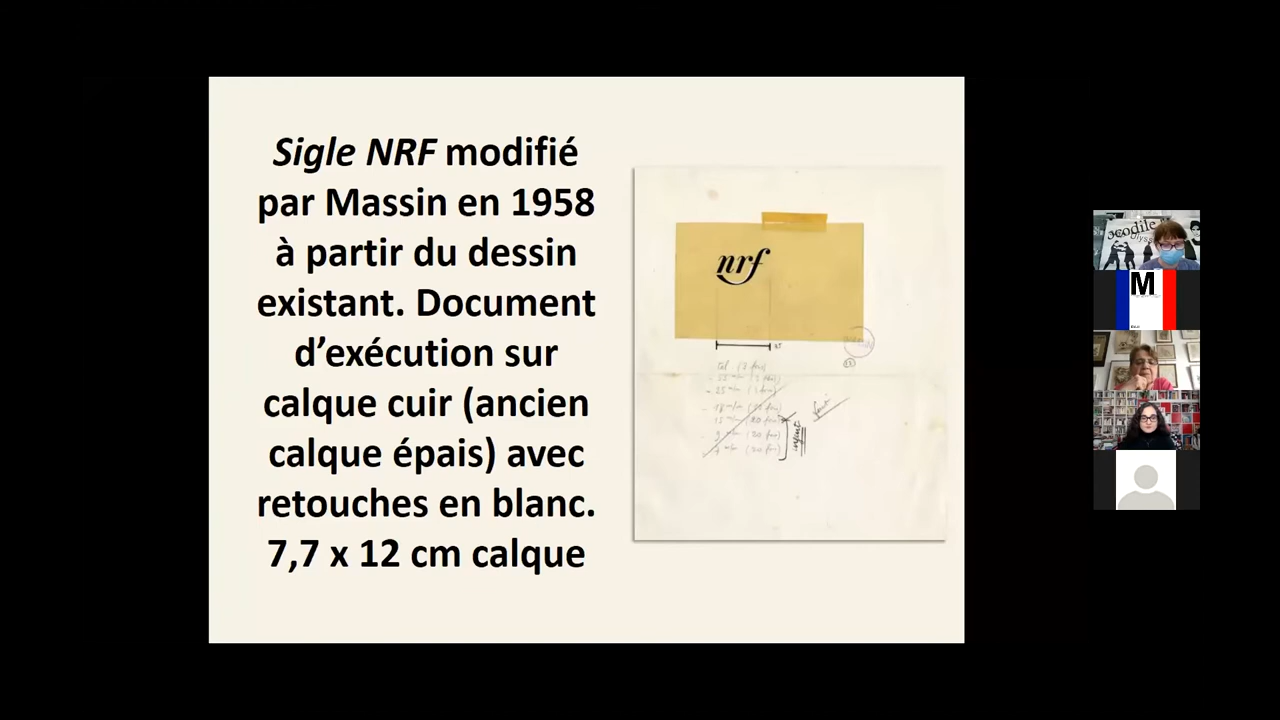 Sigle NRF modifié
par Massin en 1958
à partir du dessin
existant. Document
d’exécution sur
calque cuir (ancien
calque épais) avec
retouches en blanc.
7,7 x 12 cm calque
nrf
M